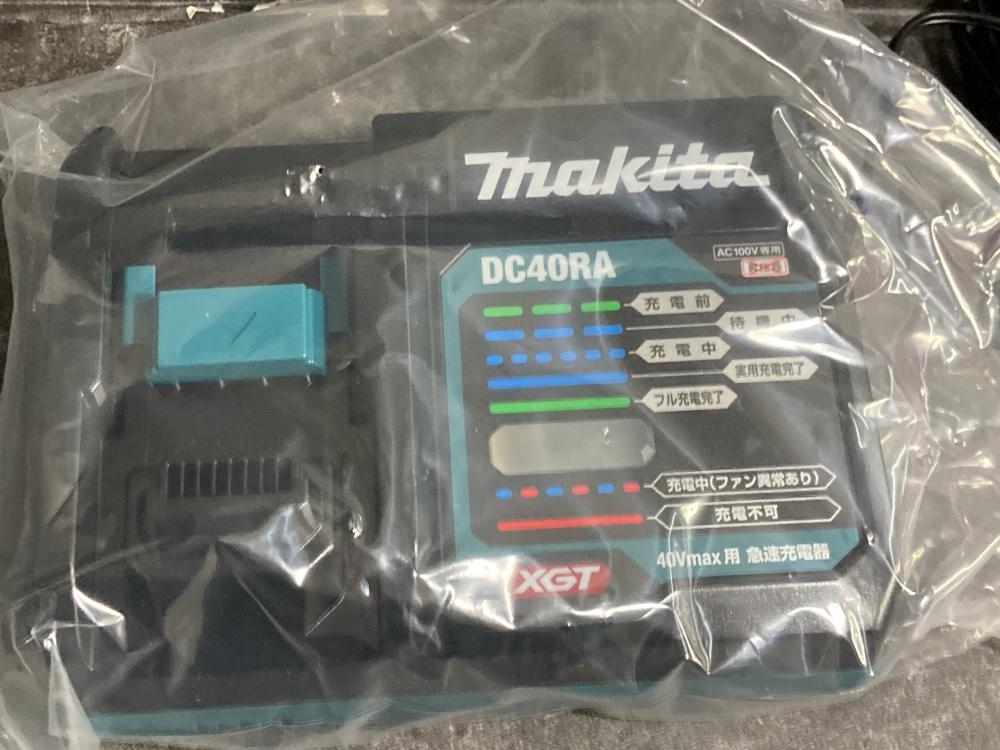 makita
DC40RA
AC100V専用
充電前
待機中
充電中
実用充電完了
フル充電完了
充電中(ファン異常あり)
充電不可
XGT
40Vmax用 急速充電器